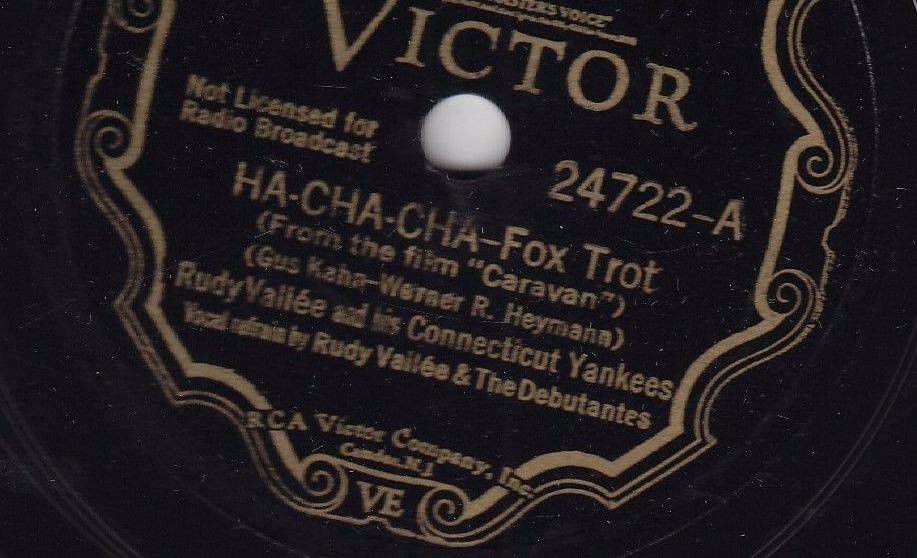 MASTER'S VOICE"
VICTOR
Not Licensed for
Radio Broadcast
24722-A
HA-CHA-CHA–Fox Trot
(From the film "Caravan")
(Gus Kahn–Werner R. Heymann)
Rudy Vallée and his Connecticut Yankees
Vocal refrain by Rudy Vallée & The Debutantes
RCA Victor Company, Inc.
Camden, N.J.
VE